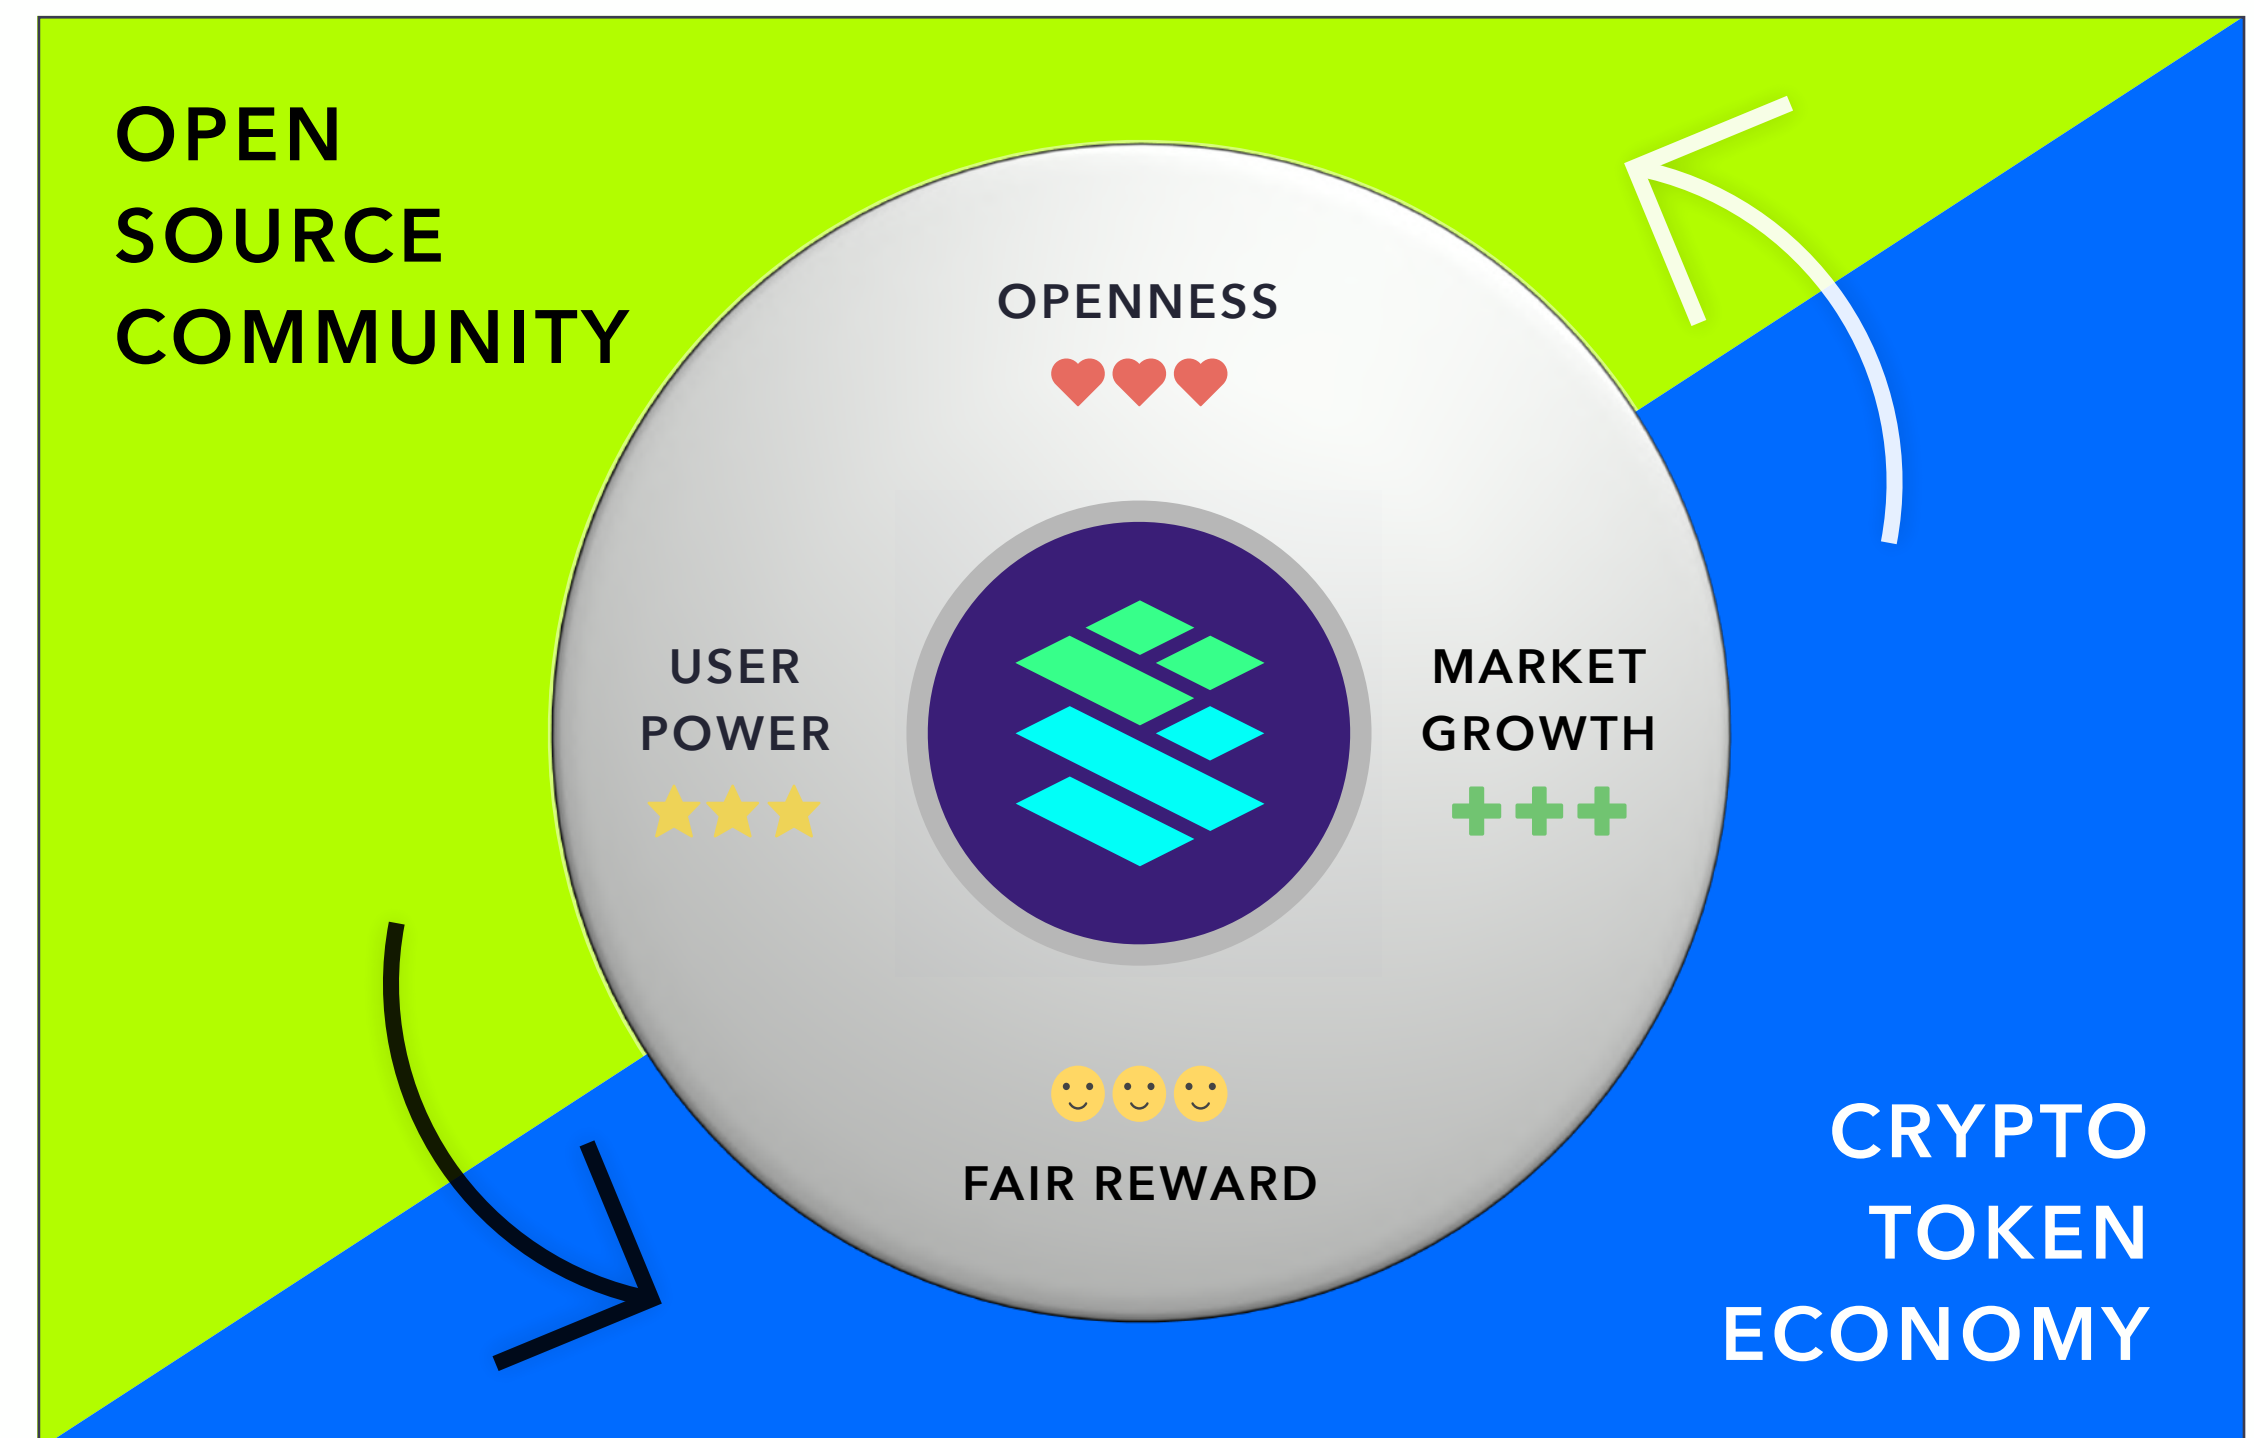 OPEN
SOURCE
COMMUNITY
OPENNESS
USER
POWER
MARKET
GROWTH
FAIR REWARD
CRYPTO
TOKEN
ECONOMY